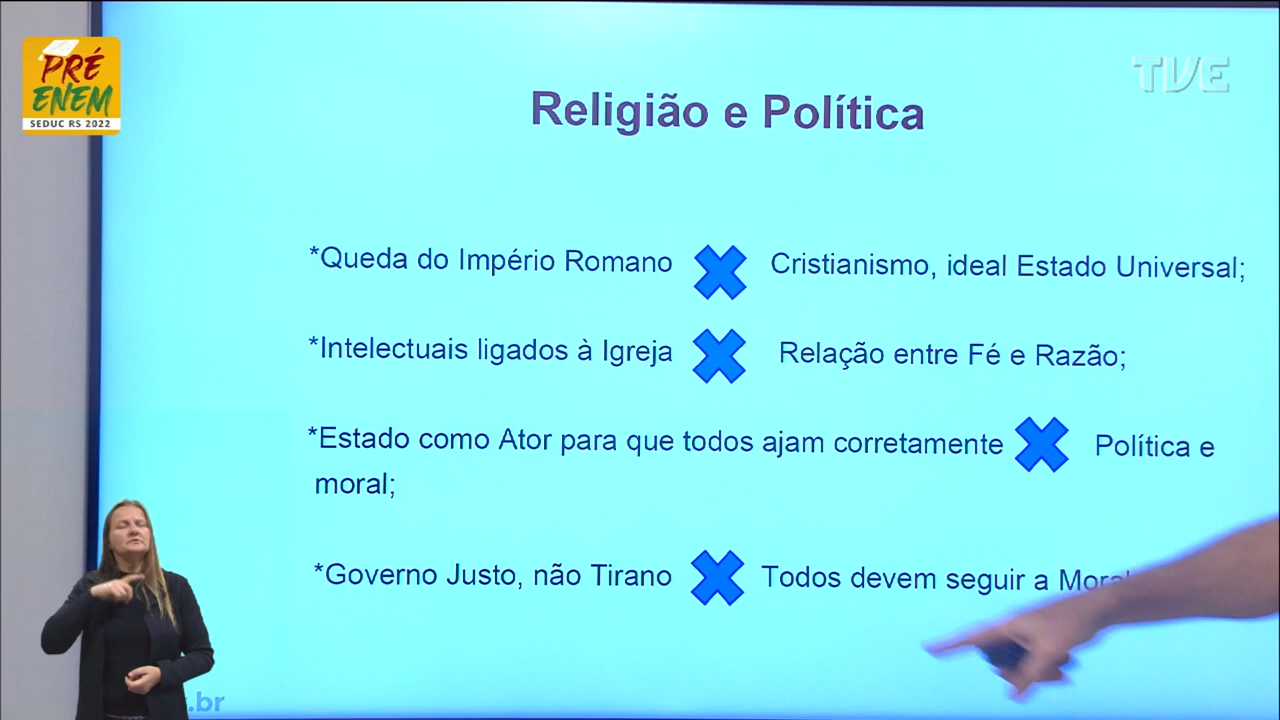 PRÉ
ENEM
SEDUC RS 2022
TVE
Religião e Política
*Queda do Império Romano Cristianismo, ideal Estado Universal;
*Intelectuais ligados à Igreja Relação entre Fé e Razão;
*Estado como Ator para que todos ajam corretamente Política e
moral;
*Governo Justo, não Tirano Todos devem seguir a
.br